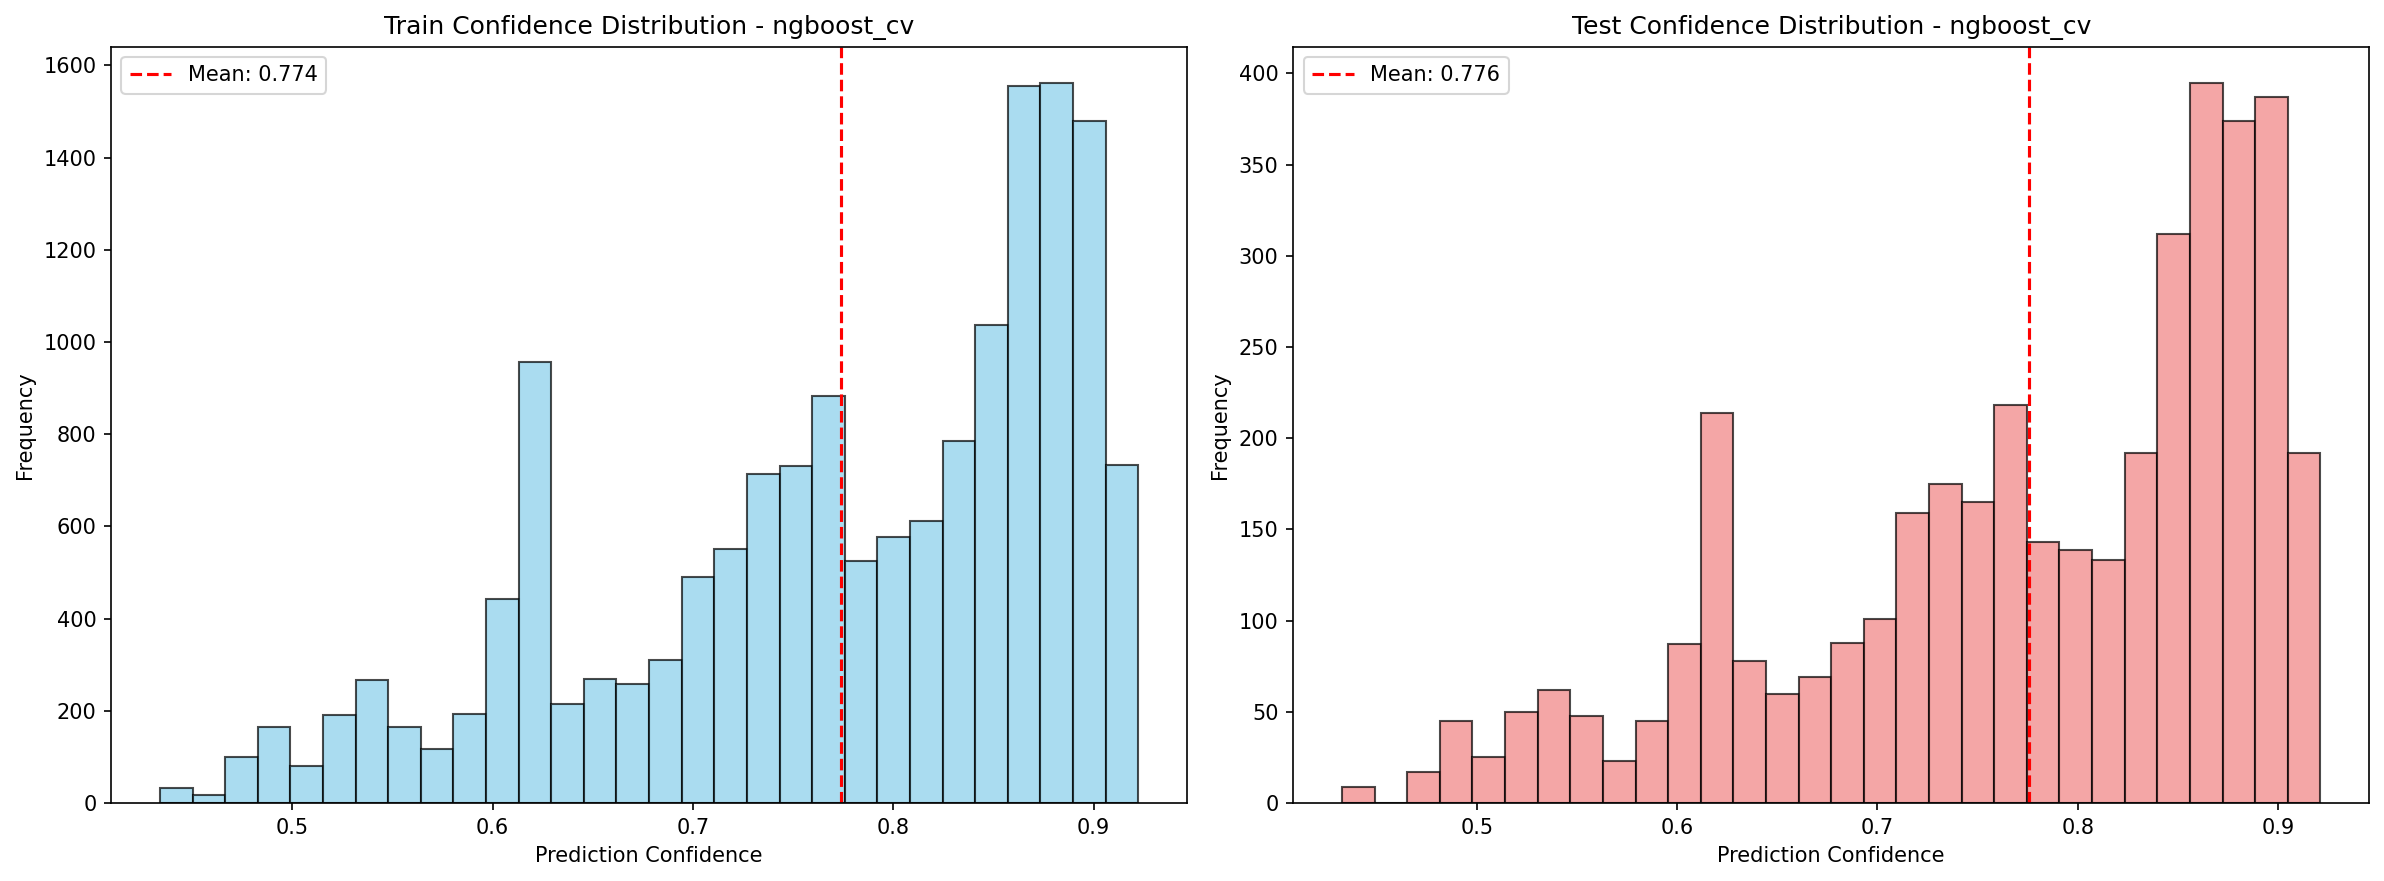 Train Confidence Distribution - ngboost_cv
Mean: 0.774
1600
1400
1200
1000
800
600
400
200
0
Frequency
0.5 0.6 0.7 0.8 0.9
Prediction Confidence
Test Confidence Distribution - ngboost_cv
Mean: 0.776
400
350
300
250
200
150
100
50
0
Frequency
0.5 0.6 0.7 0.8 0.9
Prediction Confidence